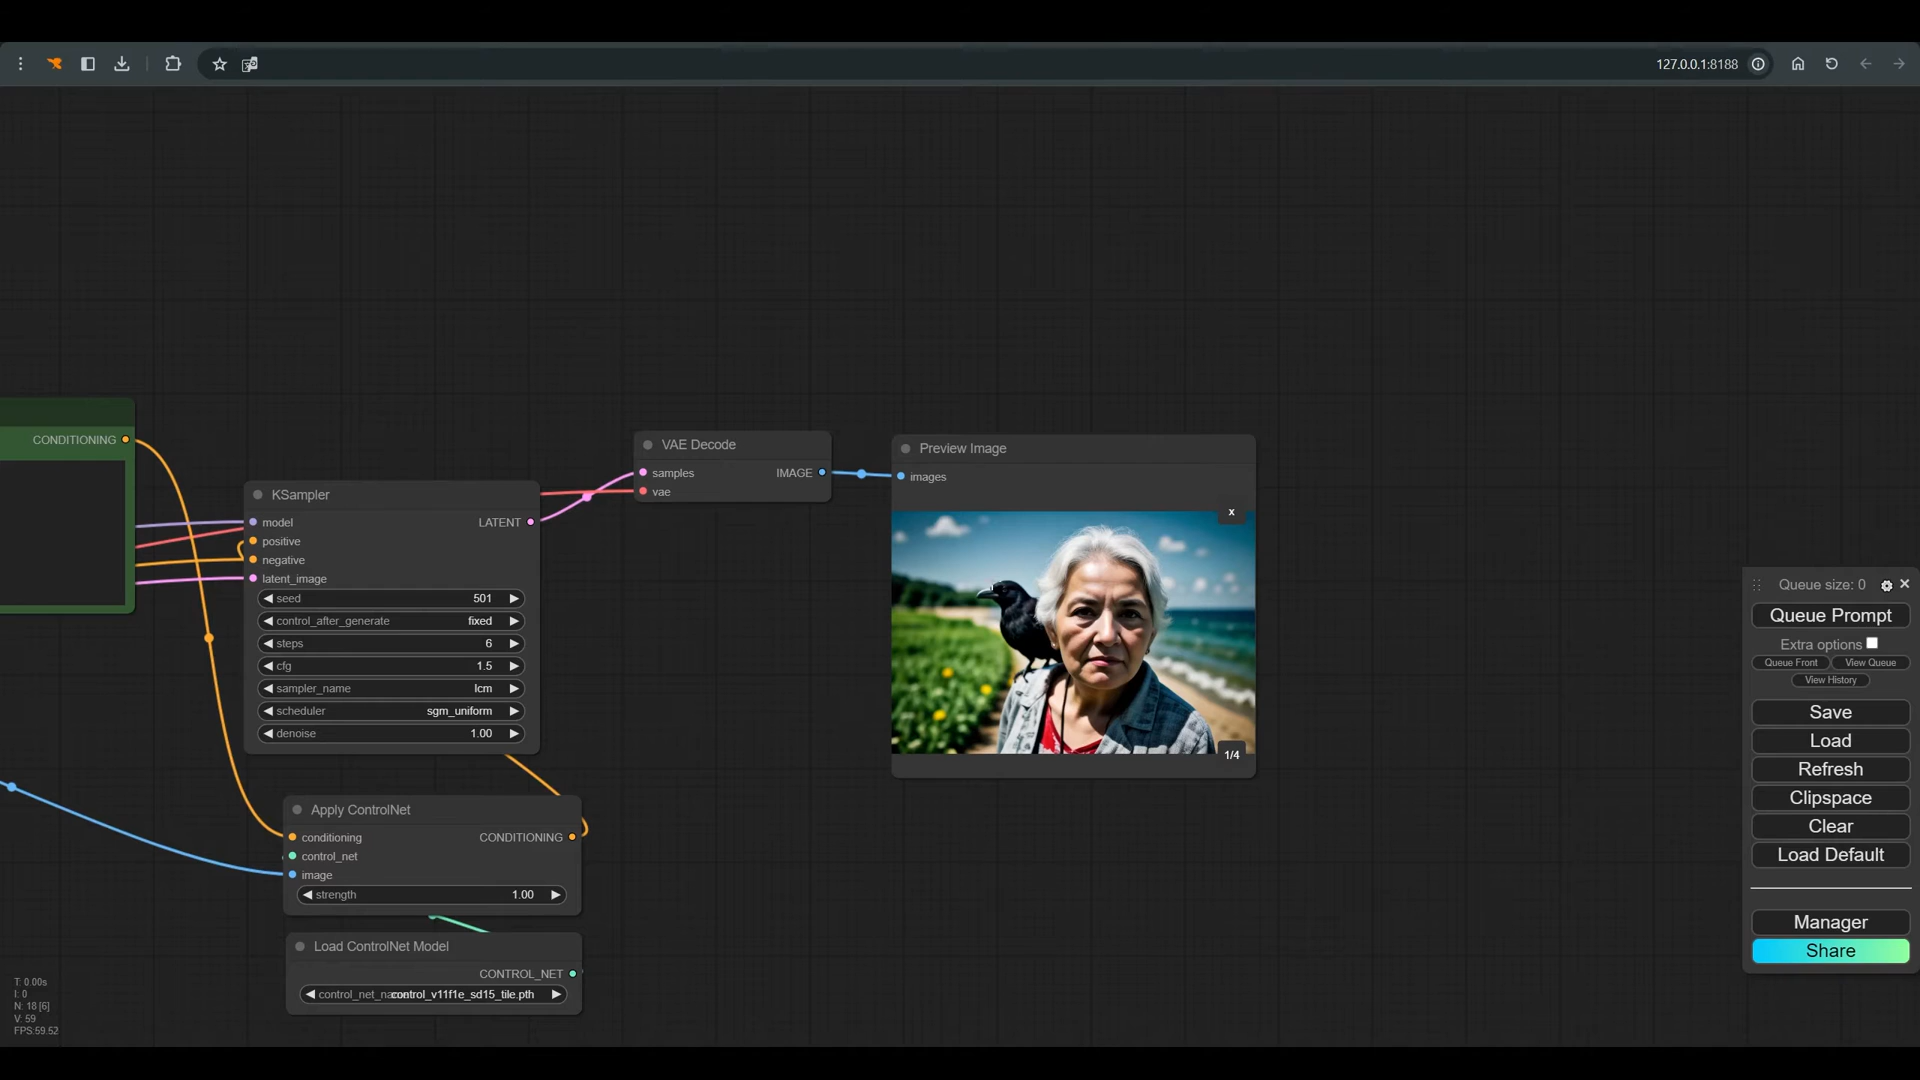 127.0.0.1:8188
CONDITIONING
KSampler
model
LATENT
positive
negative
latent_image
seed 501
control_after_generate fixed
steps 6
cfg 1.5
sampler_name lcm
scheduler sgm_uniform
denoise 1.00
VAE Decode
samples IMAGE
vae
Preview Image
images
x
1/4
Apply ControlNet
conditioning CONDITIONING
control_net
image
strength 1.00
Load ControlNet Model
CONTROL_NET
control_v11f1e_sd15_tile.pth
T: 0.00s
I: 0
N: 18 [6]
V: 59
FPS:59.52
Queue size: 0
Queue Prompt
Extra options
Queue Front View Queue
View History
Save
Load
Refresh
Clipspace
Clear
Load Default
Manager
Share